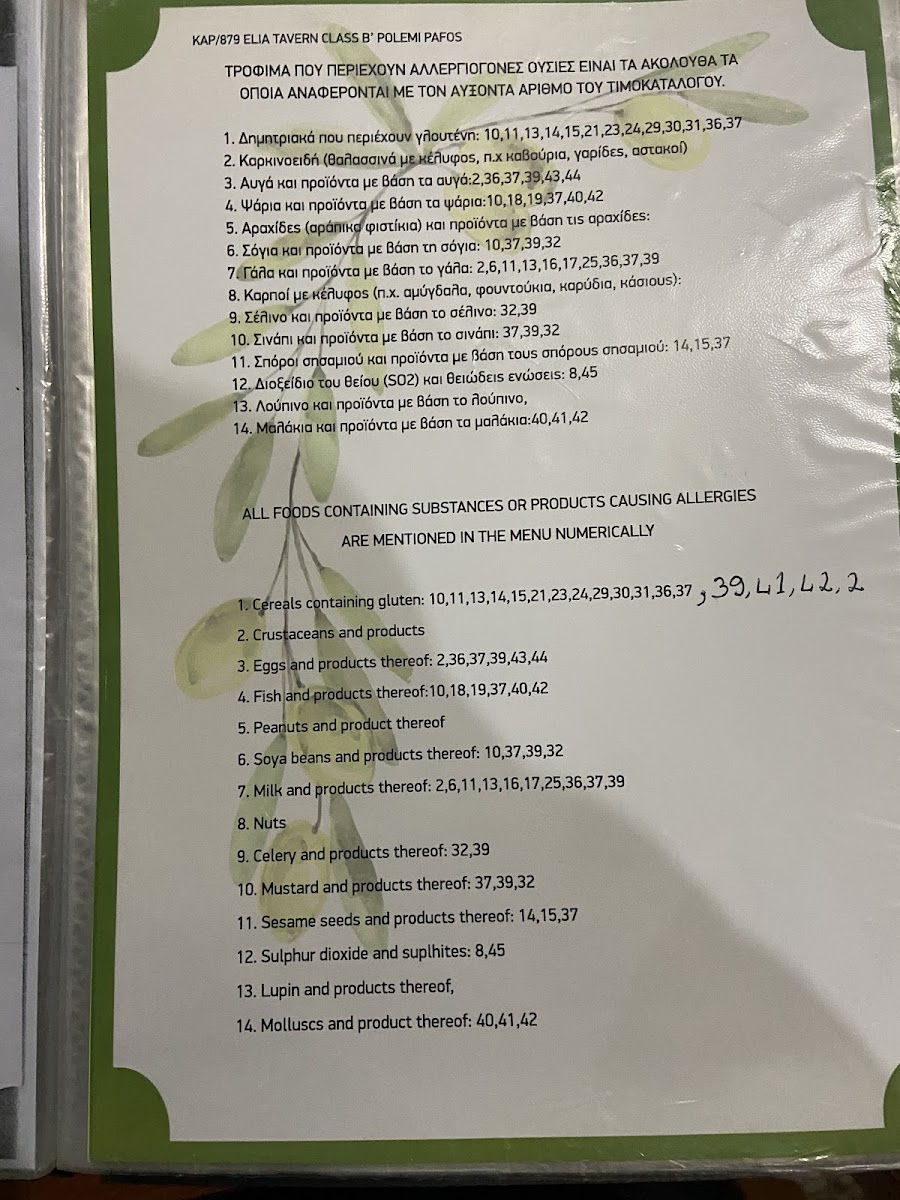 ΚΑΡ/879 ELIA TAVERN CLASS B' POLEMI PAFOS
ΤΡΟΦΙΜΑ ΠΟΥ ΠΕΡΙΕΧΟΥΝ ΑΛΛΕΡΓΙΟΓΟΝΕΣ ΟΥΣΙΕΣ ΕΙΝΑΙ ΤΑ ΑΚΟΛΟΥΘΑ ΤΑ
ΟΠΟΙΑ ΑΝΑΦΕΡΟΝΤΑΙ ΜΕ ΤΟΝ ΑΥΞΟΝΤΑ ΑΡΙΘΜΟ ΤΟΥ ΤΙΜΟΚΑΤΑΛΟΓΟΥ.
1. Δημητριακά που περιέχουν γλουτένη: 10,11,13,14,15,21,23,24,29,30,31,36,37
2. Καρκινοειδή (θαλασσινά με κέλυφος, π.χ καβούρια, γαρίδες, αστακοί)
3. Αυγά και προϊόντα με βάση τα αυγά:2,36,37,39,43,44
4. Ψάρια και προϊόντα με βάση τα ψάρια:10,18,19,37,40,42
5. Αραχίδες (αράπικα φιστίκια) και προϊόντα με βάση τις αραχίδες:
6. Σόγια και προϊόντα με βάση τη σόγια: 10,37,39,32
7. Γάλα και προϊόντα με βάση το γάλα: 2,6,11,13,16,17,25,36,37,39
8. Καρποί με κέλυφος (π.χ. αμύγδαλα, φουντούκια, καρύδια, κάσιους):
9. Σέλινο και προϊόντα με βάση το σέλινο: 32,39
10. Σινάπι και προϊόντα με βάση το σινάπι: 37,39,32
11. Σπόροι σησαμιού και προϊόντα με βάση τους σπόρους σησαμιού: 14,15,37
12. Διοξείδιο του θείου (SO2) και θειώδεις ενώσεις: 8,45
13. Λούπινο και προϊόντα με βάση το λούπινο,
14. Μαλάκια και προϊόντα με βάση τα μαλάκια:40,41,42
ALL FOODS CONTAINING SUBSTANCES OR PRODUCTS CAUSING ALLERGIES
ARE MENTIONED IN THE MENU NUMERICALLY
1. Cereals containing gluten: 10,11,13,14,15,21,23,24,29,30,31,36,37 , 39, 41, 42, 2
2. Crustaceans and products
3. Eggs and products thereof: 2,36,37,39,43,44
4. Fish and products thereof:10,18,19,37,40,42
5. Peanuts and product thereof
6. Soya beans and products thereof: 10,37,39,32
7. Milk and products thereof: 2,6,11,13,16,17,25,36,37,39
8. Nuts
9. Celery and products thereof: 32,39
10. Mustard and products thereof: 37,39,32
11. Sesame seeds and products thereof: 14,15,37
12. Sulphur dioxide and suplhites: 8,45
13. Lupin and products thereof,
14. Molluscs and product thereof: 40,41,42